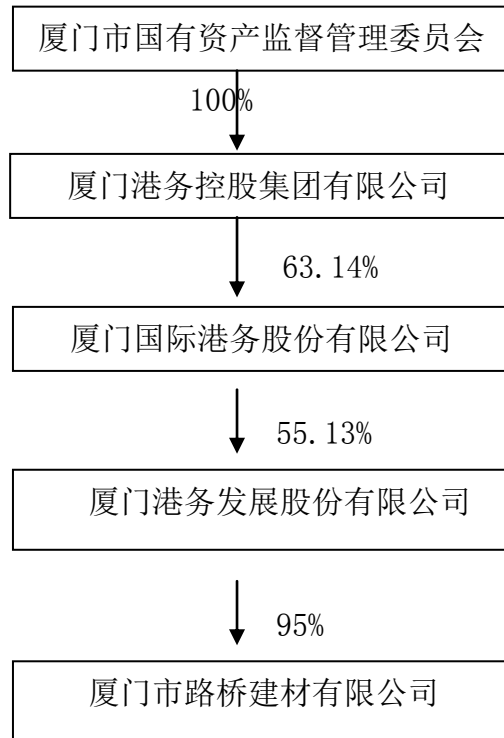 厦门市国有资产监督管理委员会
100%
厦门港务控股集团有限公司
63.14%
厦门国际港务股份有限公司
55.13%
厦门港务发展股份有限公司
95%
厦门市路桥建材有限公司